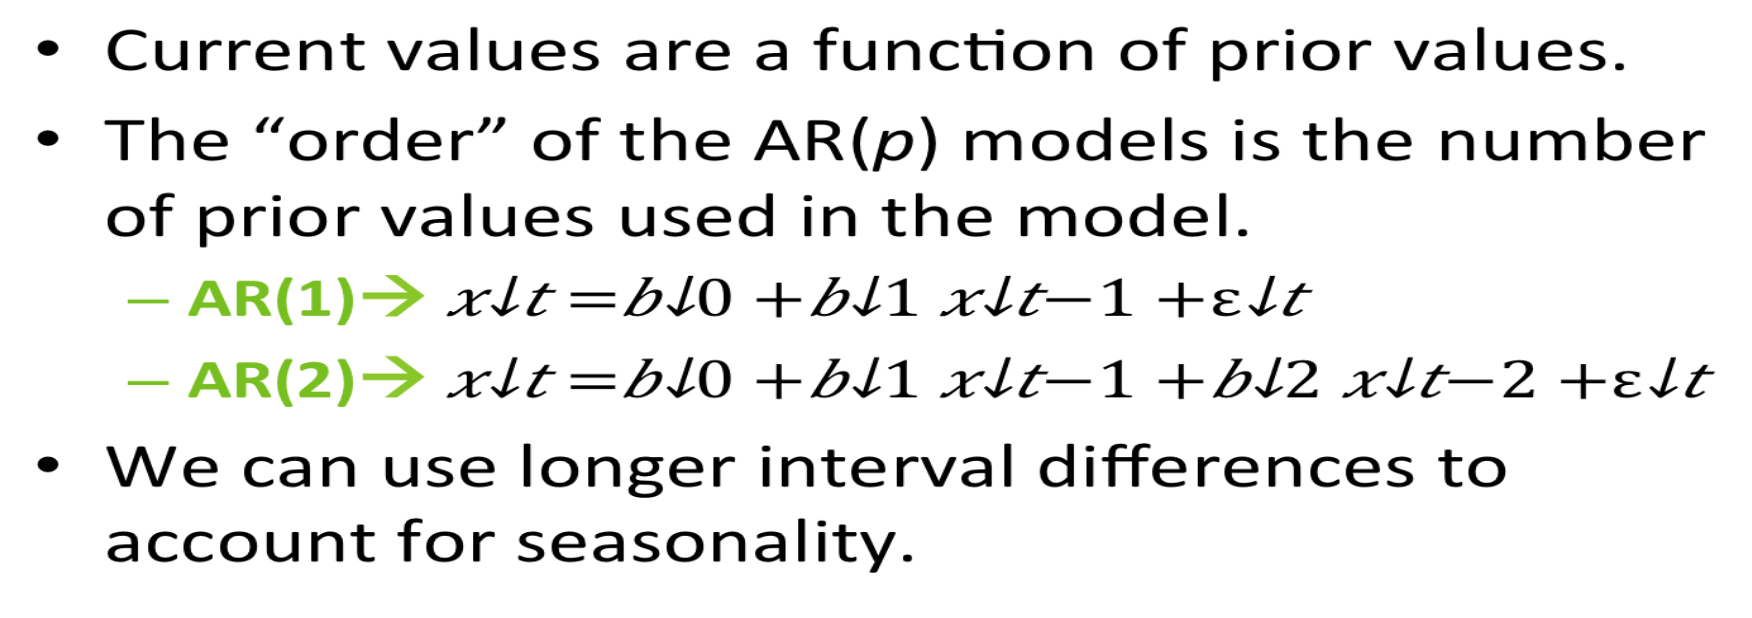 • Current values are a function of prior values.
• The “order” of the AR(p) models is the number
of prior values used in the model.
– AR(1)→ x↓t =b↓0 +b↓1 x↓t−1 +ε↓t
– AR(2)→ x↓t =b↓0 +b↓1 x↓t−1 +b↓2 x↓t−2 +ε↓t
• We can use longer interval differences to
account for seasonality.